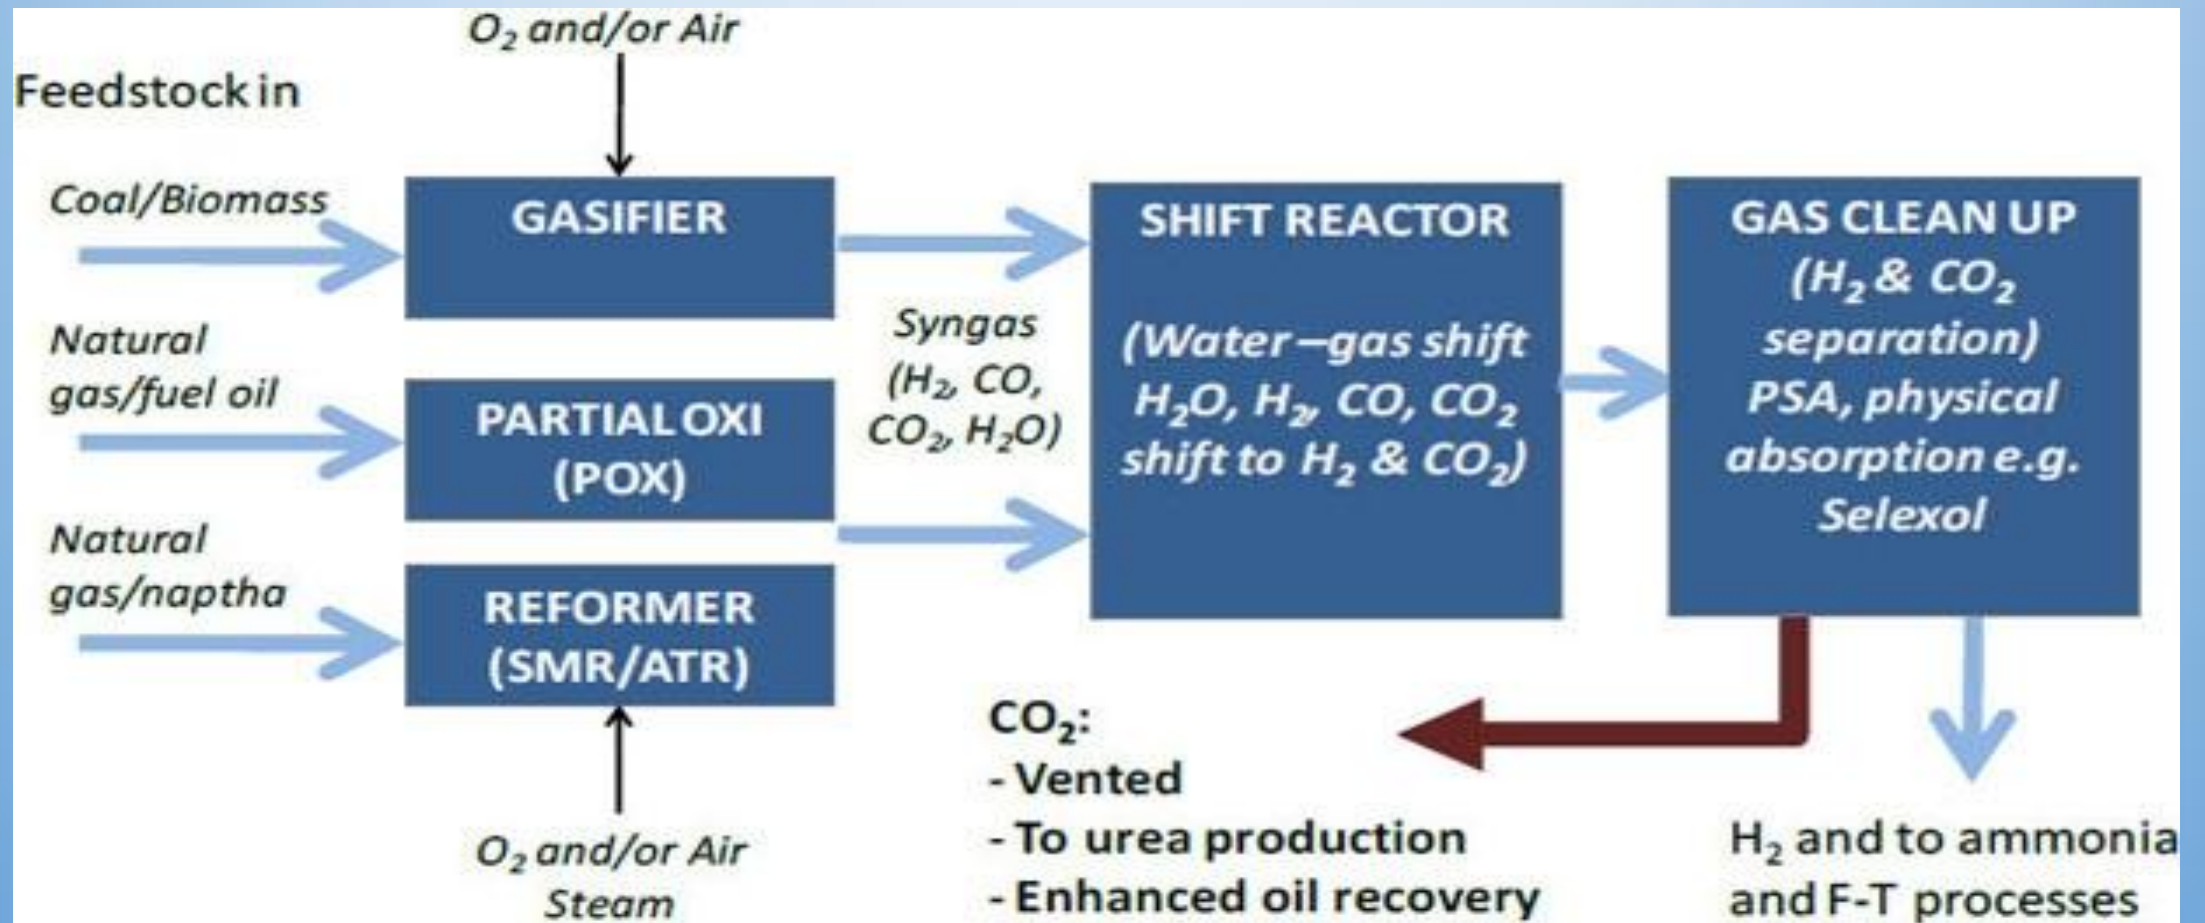 O₂ and/or Air
Feedstock in
Coal/Biomass
GASIFIER
Natural
gas/fuel oil
PARTIAL OXI
(POX)
Natural
gas/naptha
REFORMER
(SMR/ATR)
O₂ and/or Air
Steam
Syngas
(H₂, CO,
CO₂, H₂O)
SHIFT REACTOR
(Water–gas shift
H₂O, H₂, CO, CO₂
shift to H₂ & CO₂)
GAS CLEAN UP
(H₂ & CO₂
separation)
PSA, physical
absorption e.g.
Selexol
CO₂:
- Vented
- To urea production
- Enhanced oil recovery
H₂ and to ammonia
and F-T processes